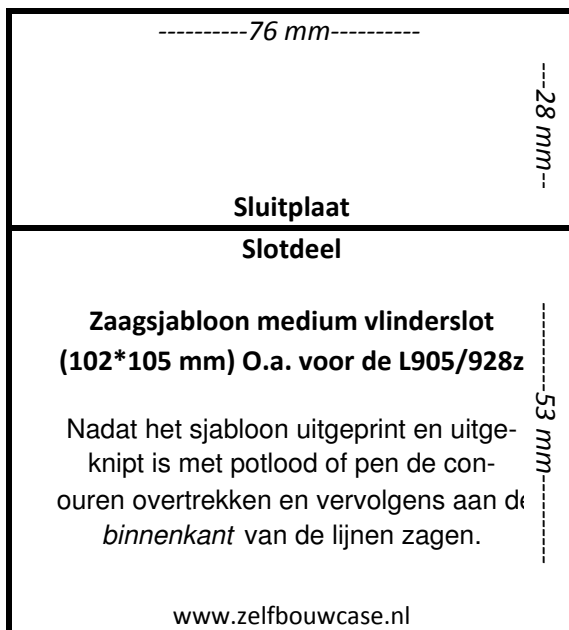 ----------76 mm----------
---28 mm--
Sluitplaat
Slotdeel
Zaagsjabloon medium vlinderslot
(102*105 mm) O.a. voor de L905/928z
---------53 mm---------
Nadat het sjabloon uitgeprint en uitge-
knipt is met potlood of pen de con-
ouren overtrekken en vervolgens aan de
binnenkant van de lijnen zagen.
www.zelfbouwcase.nl